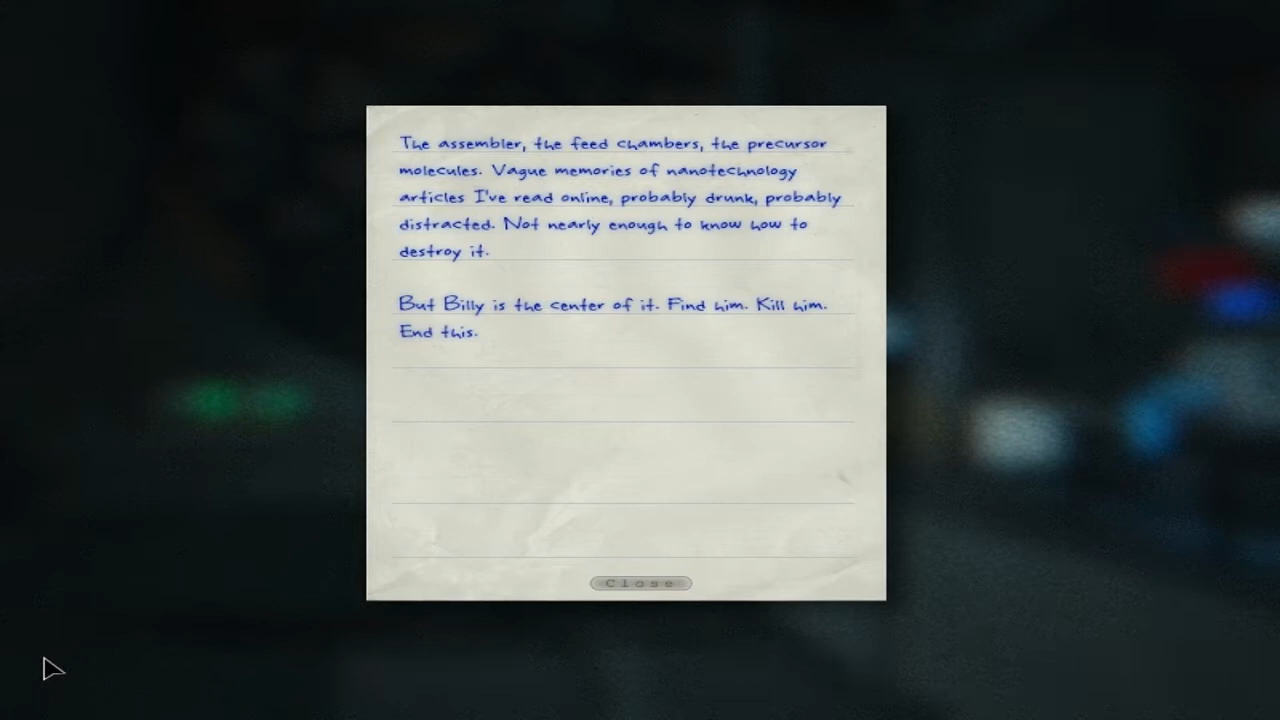 The assembler, the feed chambers, the precursor
molecules. Vague memories of nanotechnology
articles I've read online, probably drunk, probably
distracted. Not nearly enough to know how to
destroy it.
But Billy is the center of it. Find him. Kill him.
End this.
Close